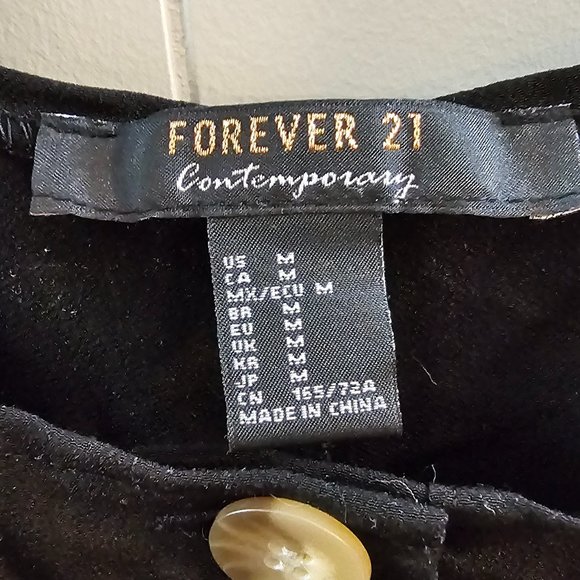 FOREVER 21
Contemporary
US M
CA M
MX/ECU M
BR M
EU M
UK M
KR M
JP M
CN 155/72A
MADE IN CHINA